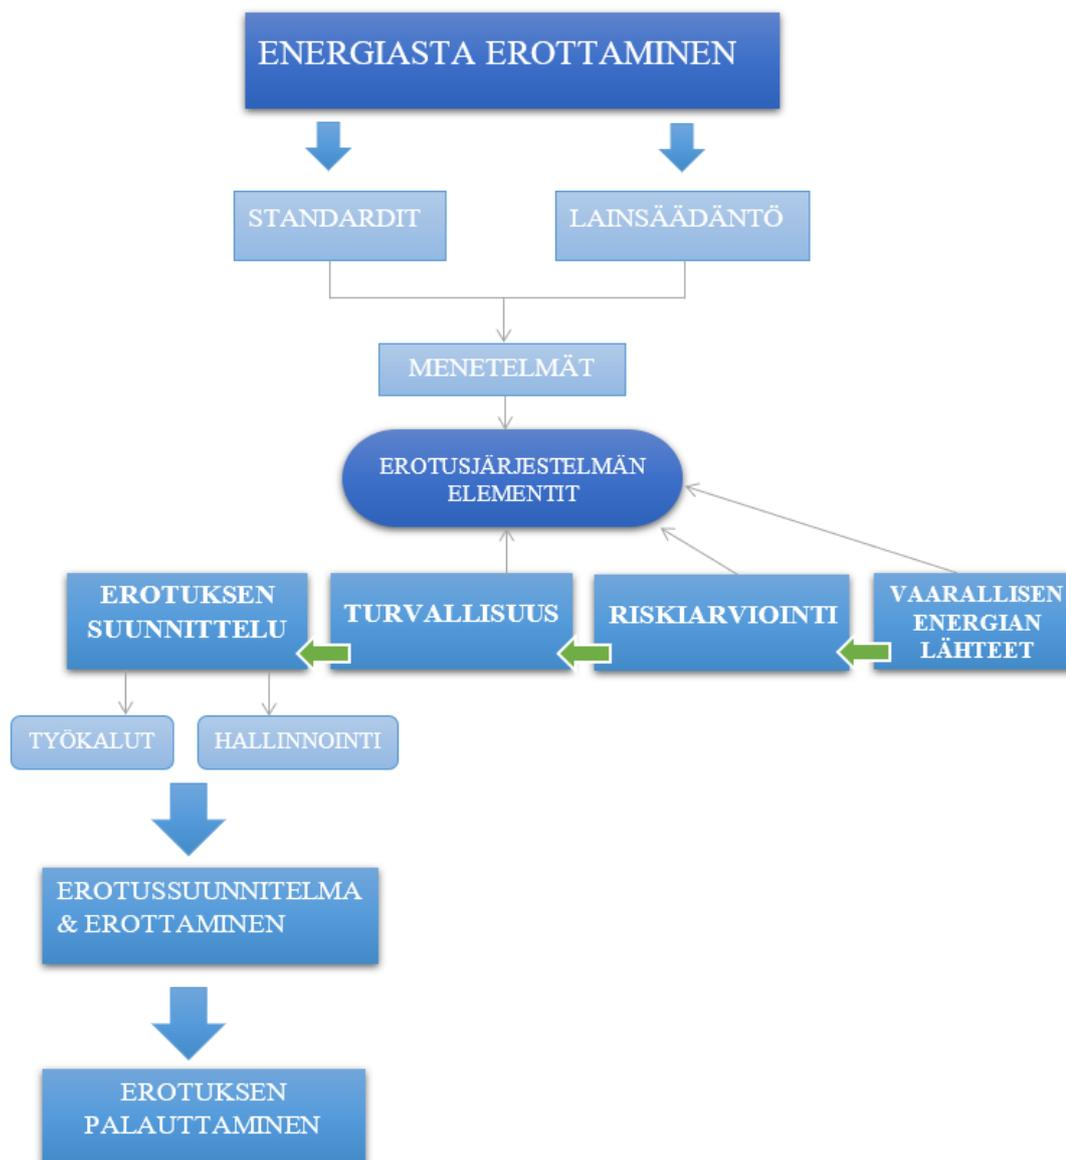 ENERGIASTA EROTTAMINEN
STANDARDIT
LAINSÄÄDÄNTÖ
MENETELMÄT
EROTUSJÄRJESTELMÄN
ELEMENTIT
EROTUKSEN
SUUNNITTELU
TURVALLISUUS
RISKIARVIOINTI
VAARALLISEN
ENERGIAN
LÄHTEET
TYÖKALUT
HALLINNOINTI
EROTUSSUUNNITELMA
& EROTTAMINEN
EROTUKSEN
PALAUTTAMINEN